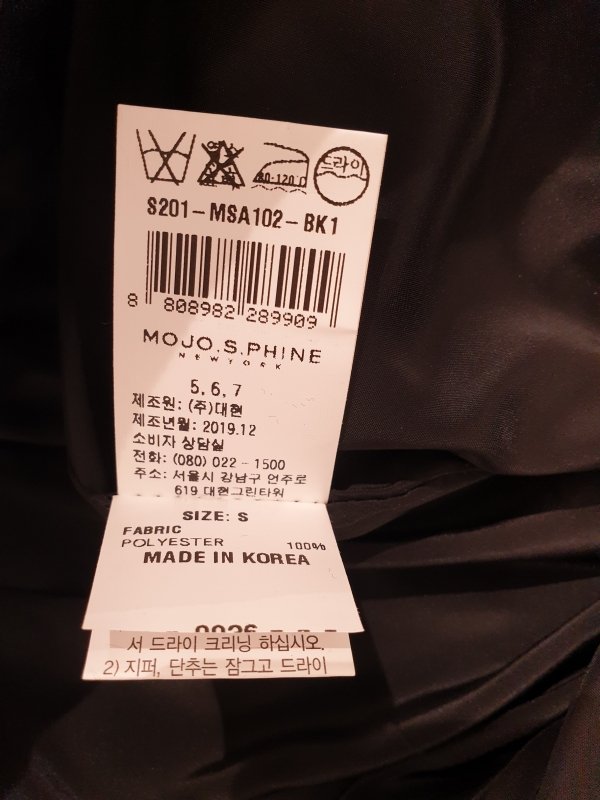 80-120℃
드라이
S201-MSA102-BK1
8 808982 289909
MOJO.S.PHINE
NEWYORK
5,6,7
제조원: (주)대현
제조년월: 2019.12
소비자 상담실
전화: (080) 022 - 1500
주소: 서울시 강남구 언주로
619 대현그린타워
SIZE: S
FABRIC
POLYESTER 100%
MADE IN KOREA
서 드라이 크리닝 하십시오.
2) 지퍼, 단추는 잠그고 드라이